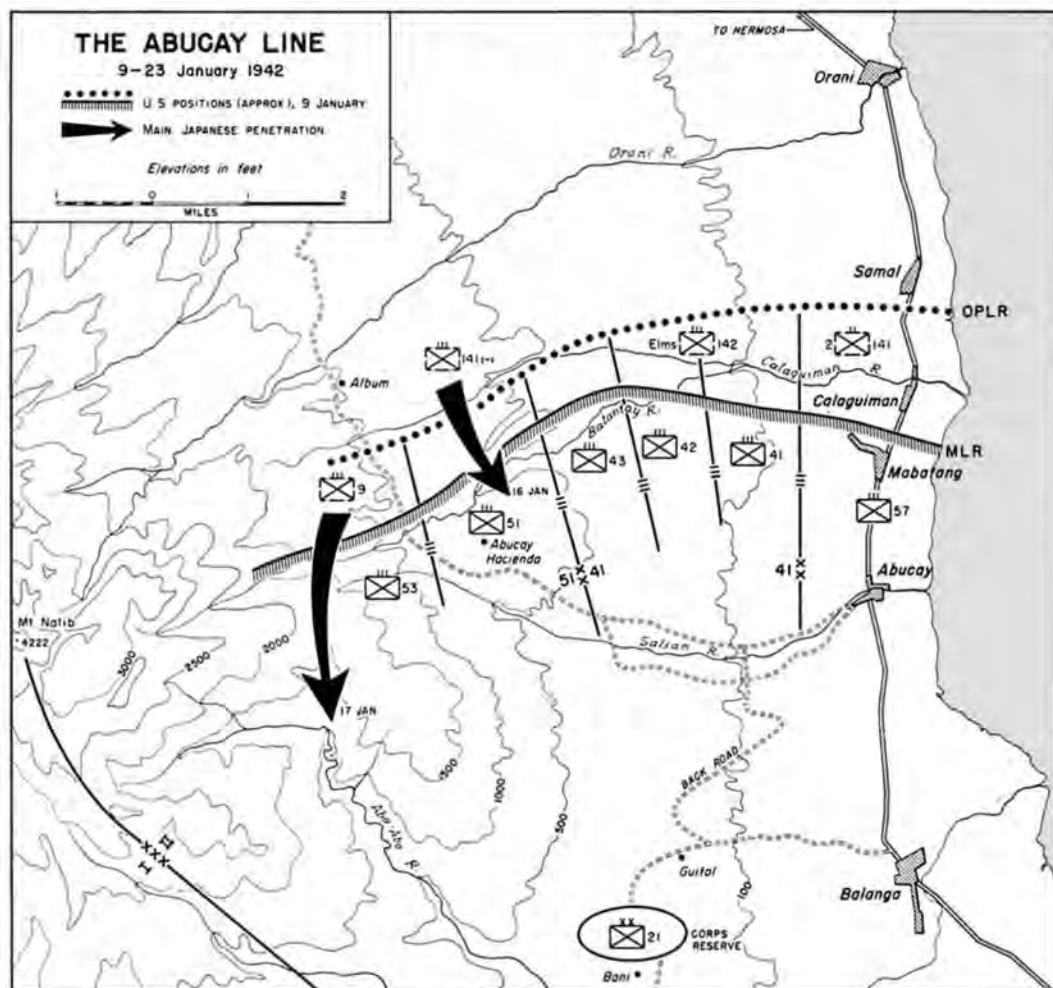 THE ABUCAY LINE
9-23 January 1942
U S POSITIONS (APPROX), 9 JANUARY
MAIN JAPANESE PENETRATION
Elevations in feet
1 0 1 2
MILES
TO HERMOSA
Orani
Orani R.
Samal
OPLR
Elms 142
2 141
141
Calaguiman R.
Album
Calaguiman
Balantay R.
MLR
Mabatang
43
42
41
9
16 JAN
51
57
Abucay
Hacienda
51 41
41
Abucay
53
Mt Natib
4222
3000
2500
2000
Salian R.
17 JAN
1500
1000
500
BACK ROAD
Abo Abo R.
XXX
II
I
Guitol
100
Balanga
XX
21
CORPS
RESERVE
Bani